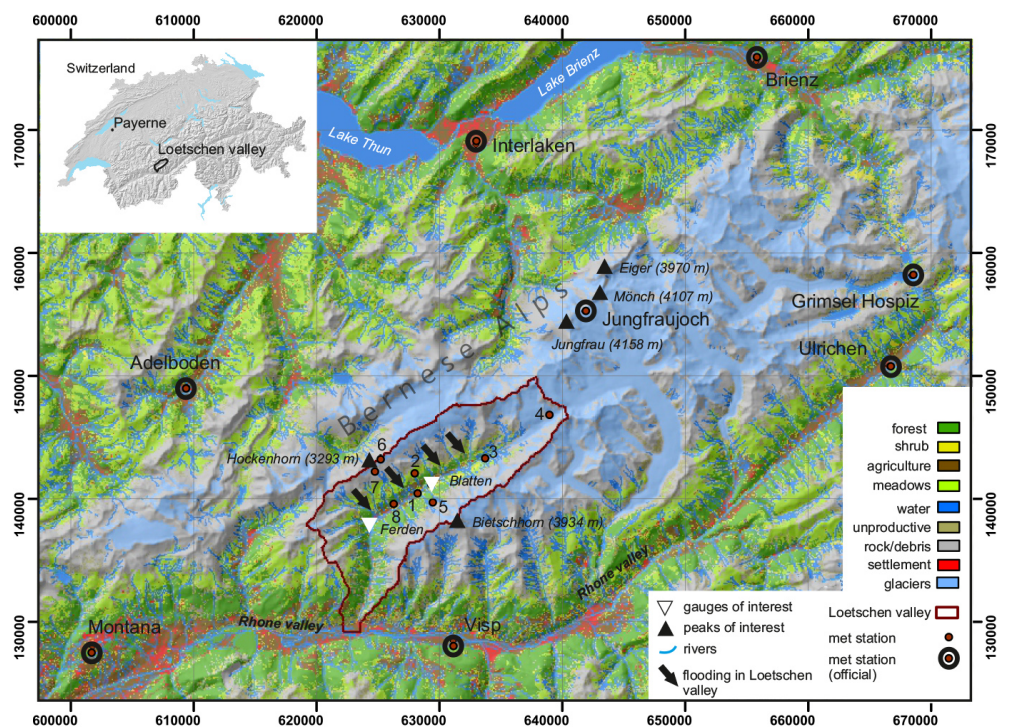 600000 610000 620000 630000 640000 650000 660000 670000
Switzerland
Payerne
Loetschen valley
Lake Brienz
Lake Thun
Brienz
Interlaken
170000
170000
160000
160000
Eiger (3970 m)
Mönch (4107 m)
Jungfraujoch
Jungfrau (4158 m)
Grimsel Hospiz
Ulrichen
Adelboden
Bernese Alps
150000
150000
4
6
Hockenhorn (3293 m)
7
2
3
Blatten
1
5
8
Ferden
Bietschhorn (3934 m)
140000
140000
Rhone valley
Rhone valley
Montana
Visp
130000
130000
forest
shrub
agriculture
meadows
water
unproductive
rock/debris
settlement
glaciers
gauges of interest
peaks of interest
rivers
flooding in Loetschen
valley
Loetschen valley
met station
met station
(official)
600000 610000 620000 630000 640000 650000 660000 670000